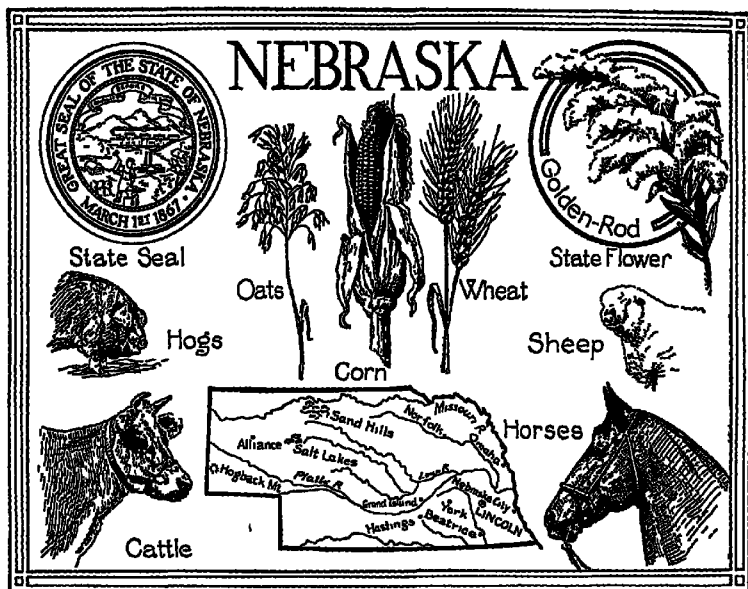 NEBRASKA
GREAT SEAL OF THE STATE OF NEBRASKA
MARCH 1ST 1867
State Seal
Golden-Rod
State Flower
Oats
Corn
Wheat
Hogs
Sheep
Cattle
Horses
Missouri R.
Norfolk
Omaha
Sand Hills
Alliance
Salt Lakes
Hogback Mt.
Platte R.
Loup R.
Grand Island
Nebraska City
York
LINCOLN
Hastings
Beatrice